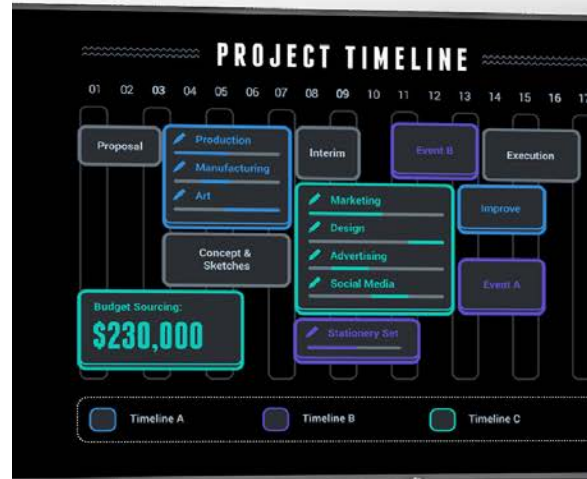 PROJECT TIMELINE
01 02 03 04 05 06 07 08 09 10 11 12 13 14 15 16
Proposal
Production
Manufacturing
Art
Interim
Event B
Execution
Marketing
Design
Advertising
Social Media
Improve
Concept &
Sketches
Event A
Budget Sourcing:
$230,000
Stationery Set
Timeline A
Timeline B
Timeline C